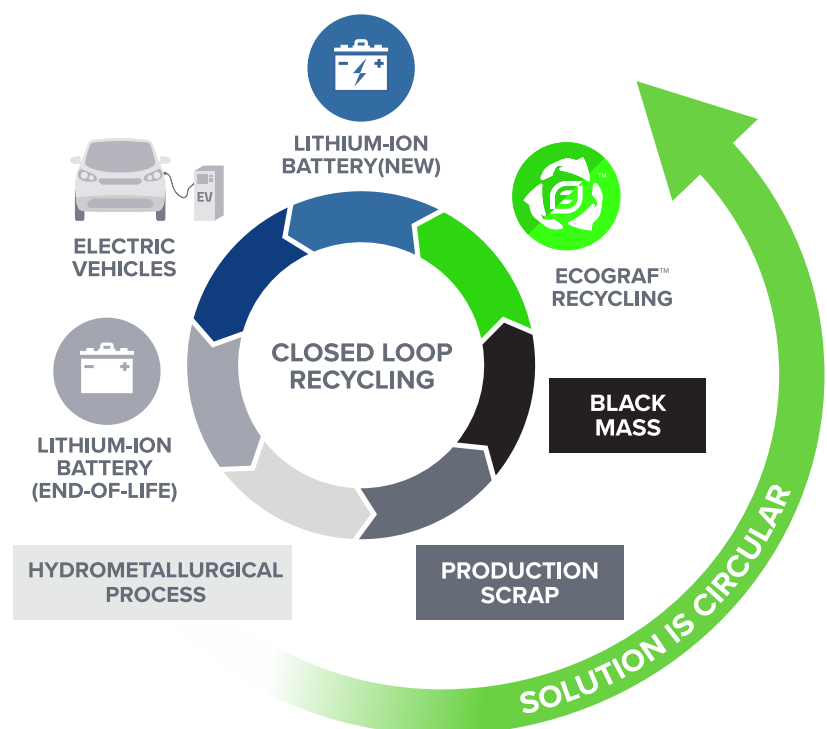 LITHIUM-ION
BATTERY(NEW)
EV
ELECTRIC
VEHICLES
™
ECOGRAF™
RECYCLING
CLOSED LOOP
RECYCLING
BLACK
MASS
LITHIUM-ION
BATTERY
(END-OF-LIFE)
HYDROMETALLURGICAL
PROCESS
PRODUCTION
SCRAP
SOLUTION IS CIRCULAR